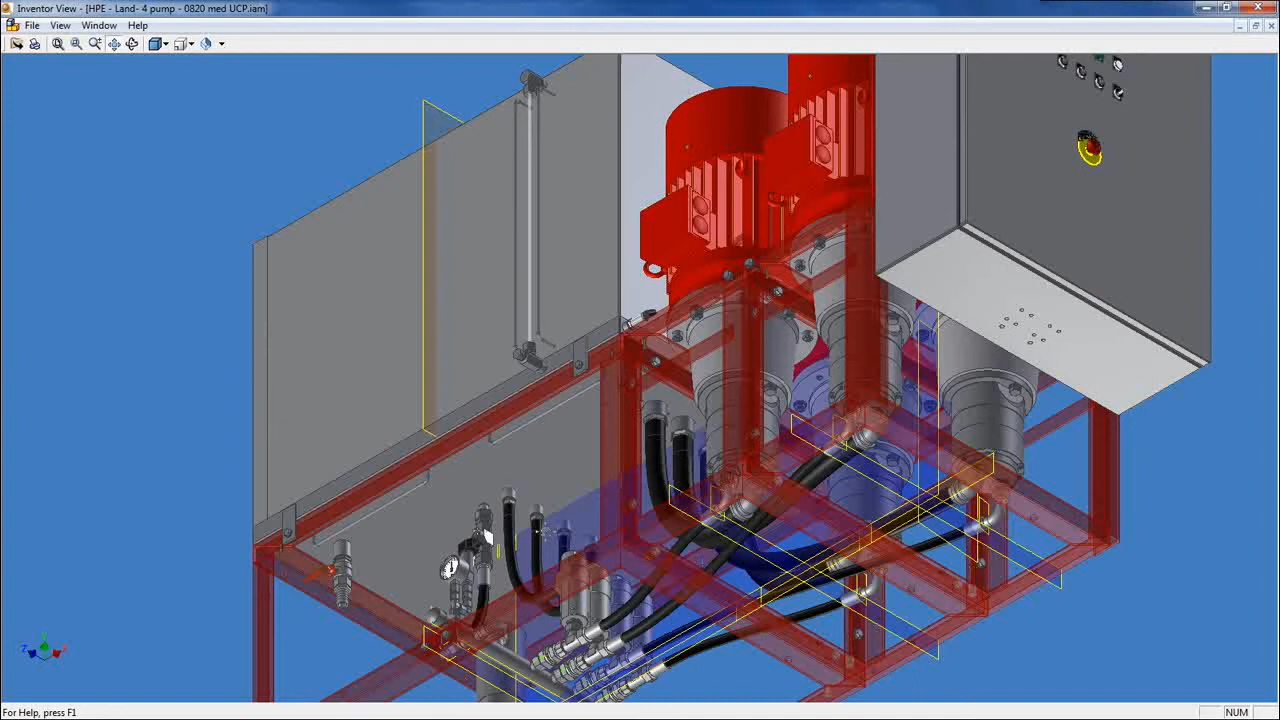 Inventor View - [HPE - Land- 4 pump - 0820 med UCP.iam]
File View Window Help
Z Y X
For Help, press F1 NUM